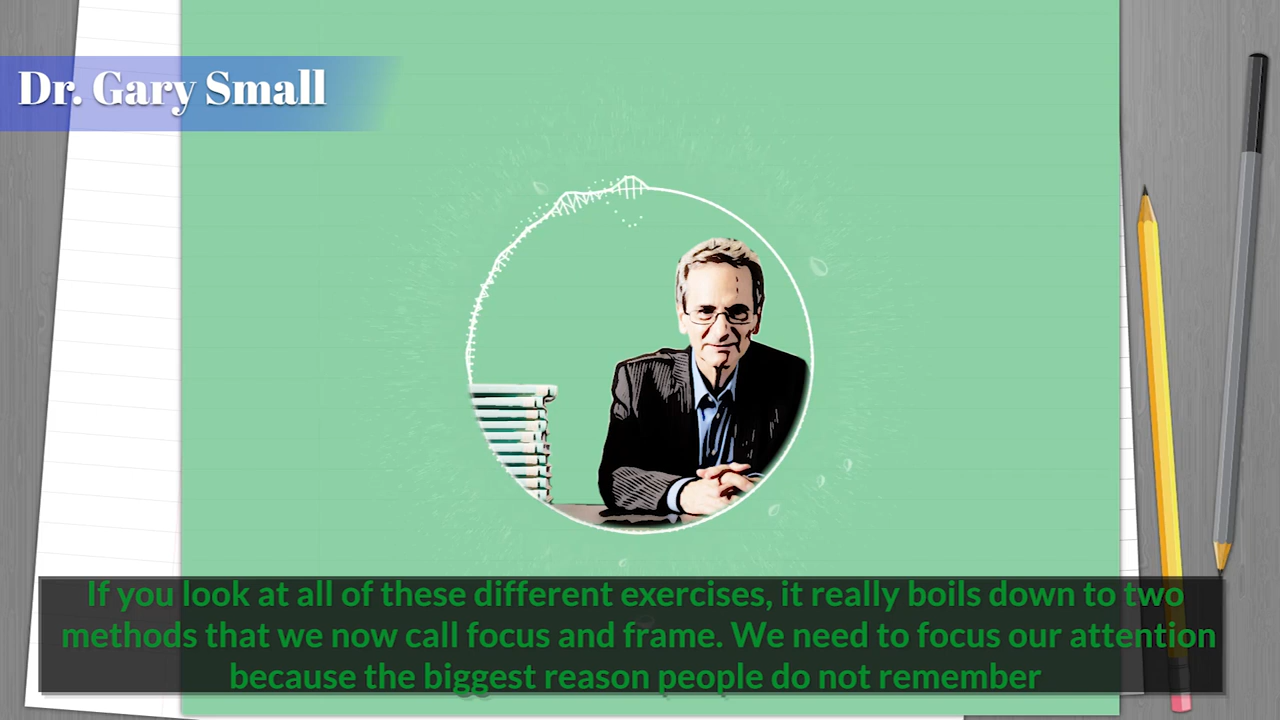 Dr. Gary Small
If you look at all of these different exercises, it really boils down to two
methods that we now call focus and frame. We need to focus our attention
because the biggest reason people do not remember